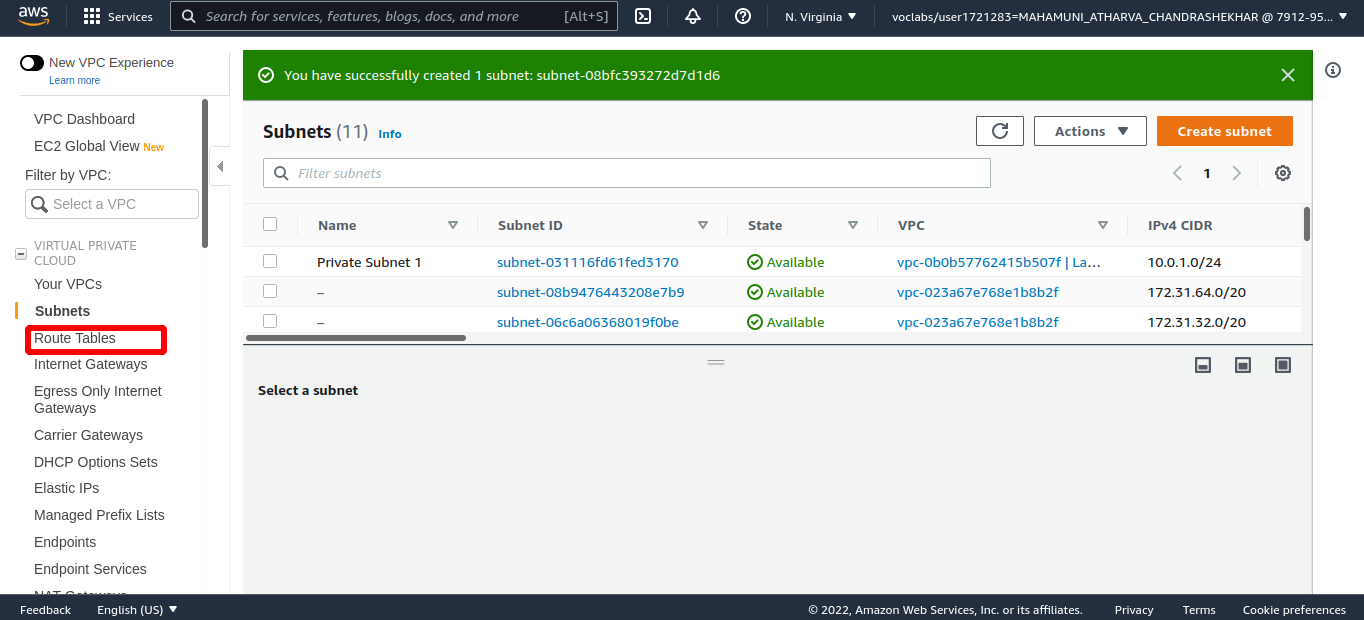 aws
Services
Search for services, features, blogs, docs, and more [Alt+S]
N. Virginia
voclabs/user1721283=MAHAMUNI_ATHARVA_CHANDRASHEKHAR @ 7912-95...
New VPC Experience
Learn more
VPC Dashboard
EC2 Global View New
Filter by VPC:
Select a VPC
VIRTUAL PRIVATE
CLOUD
Your VPCs
Subnets
Route Tables
Internet Gateways
Egress Only Internet
Gateways
Carrier Gateways
DHCP Options Sets
Elastic IPs
Managed Prefix Lists
Endpoints
Endpoint Services
NAT Gateways
You have successfully created 1 subnet: subnet-08bfc393272d7d1d6
Subnets (11) Info
Actions
Create subnet
Filter subnets
1
Name Subnet ID State VPC IPv4 CIDR
Private Subnet 1 subnet-031116fd61fed3170 Available vpc-0b0b57762415b507f | La... 10.0.1.0/24
– subnet-08b9476443208e7b9 Available vpc-023a67e768e1b8b2f 172.31.64.0/20
– subnet-06c6a06368019f0be Available vpc-023a67e768e1b8b2f 172.31.32.0/20
Select a subnet
Feedback English (US) © 2022, Amazon Web Services, Inc. or its affiliates. Privacy Terms Cookie preferences